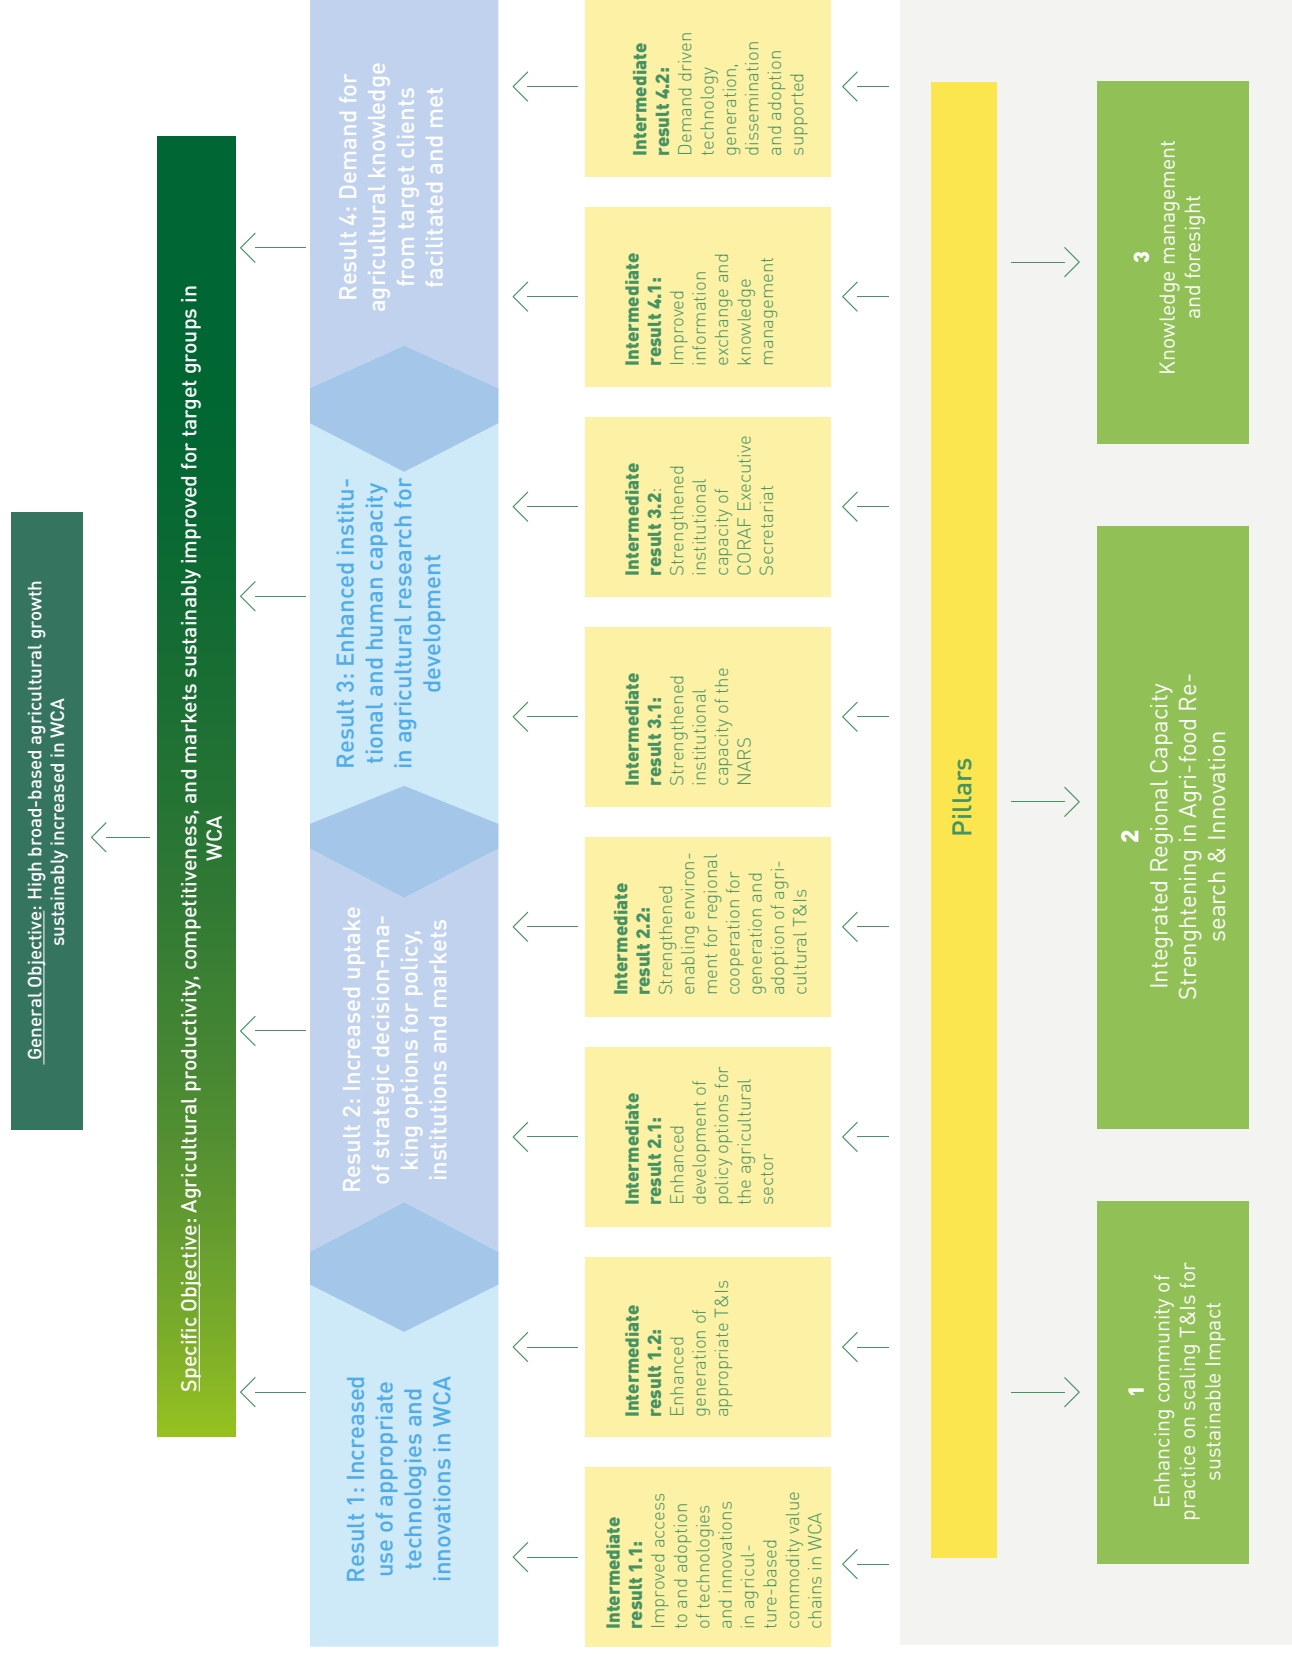 General Objective: High broad-based agricultural growth
sustainably increased in WCA
Specific Objective: Agricultural productivity, competitiveness, and markets sustainably improved for target groups in
WCA
Result 1: Increased
use of appropriate
technologies and
innovations in WCA
Result 2: Increased uptake
of strategic decision-ma-
king options for policy,
institutions and markets
Result 3: Enhanced institu-
tional and human capacity
in agricultural research for
development
Result 4: Demand for
agricultural knowledge
from target clients
facilitated and met
Intermediate
result 1.1:
Improved access
to and adoption
of technologies
and innovations
in agricul-
ture-based
commodity value
chains in WCA
Intermediate
result 1.2:
Enhanced
generation of
appropriate T&Is
Intermediate
result 2.1:
Enhanced
development of
policy options for
the agricultural
sector
Intermediate
result 2.2:
Strengthened
enabling environ-
ment for regional
cooperation for
generation and
adoption of agri-
cultural T&Is
Intermediate
result 3.1:
Strengthened
institutional
capacity of the
NARS
Intermediate
result 3.2:
Strengthened
institutional
capacity of
CORAF Executive
Secretariat
Intermediate
result 4.1:
Improved
information
exchange and
knowledge
management
Intermediate
result 4.2:
Demand driven
technology
generation,
dissemination
and adoption
supported
Pillars
1
Enhancing community of
practice on scaling T&Is for
sustainable Impact
2
Integrated Regional Capacity
Strenghtening in Agri-food Re-
search & Innovation
3
Knowledge management
and foresight